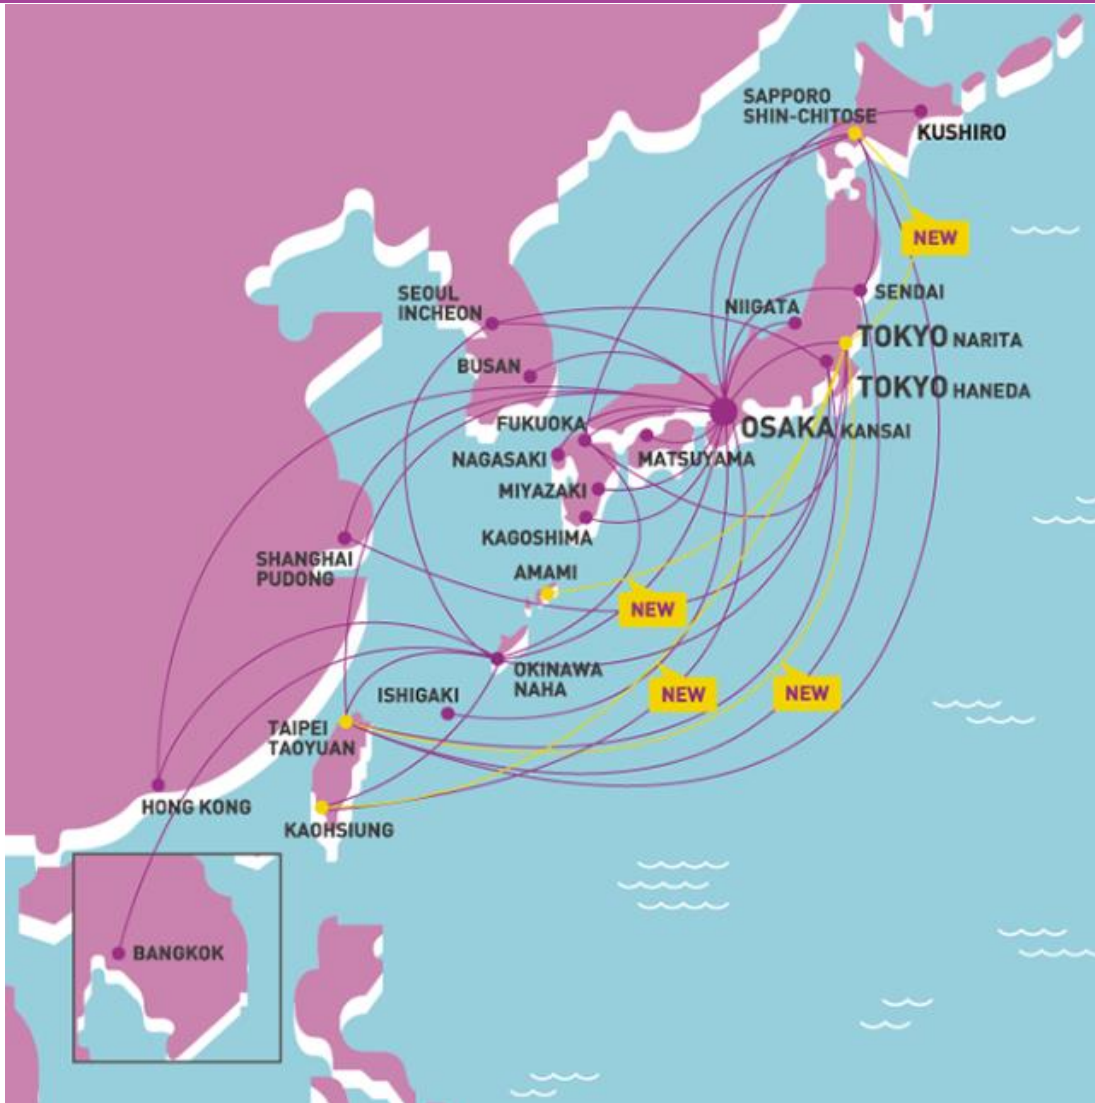 SAPPORO
SHIN-CHITOSE
KUSHIRO
NEW
SEOUL
INCHEON
NIIGATA
SENDAI
TOKYO NARITA
BUSAN
TOKYO HANEDA
FUKUOKA
OSAKA KANSAI
NAGASAKI
MATSUYAMA
MIYAZAKI
KAGOSHIMA
SHANGHAI
PUDONG
AMAMI
NEW
OKINAWA
NAHA
ISHIGAKI
NEW
NEW
TAIPEI
TAOYUAN
HONG KONG
KAOHSIUNG
BANGKOK